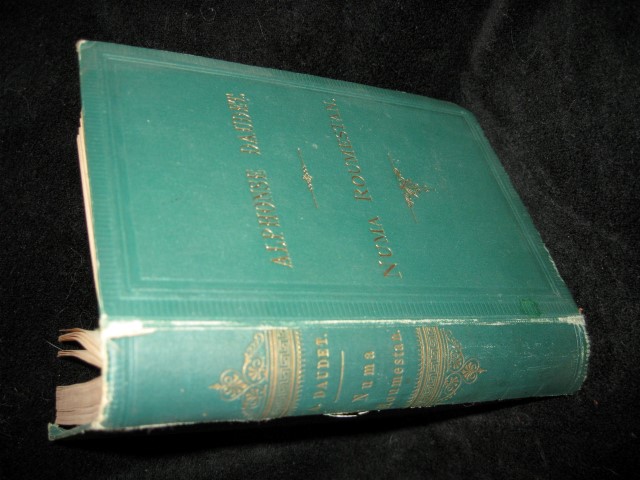 ALPHONSE DAUDET.
NUMA ROUMESTAN.
A. DAUDET.
Numa
Roumestan.